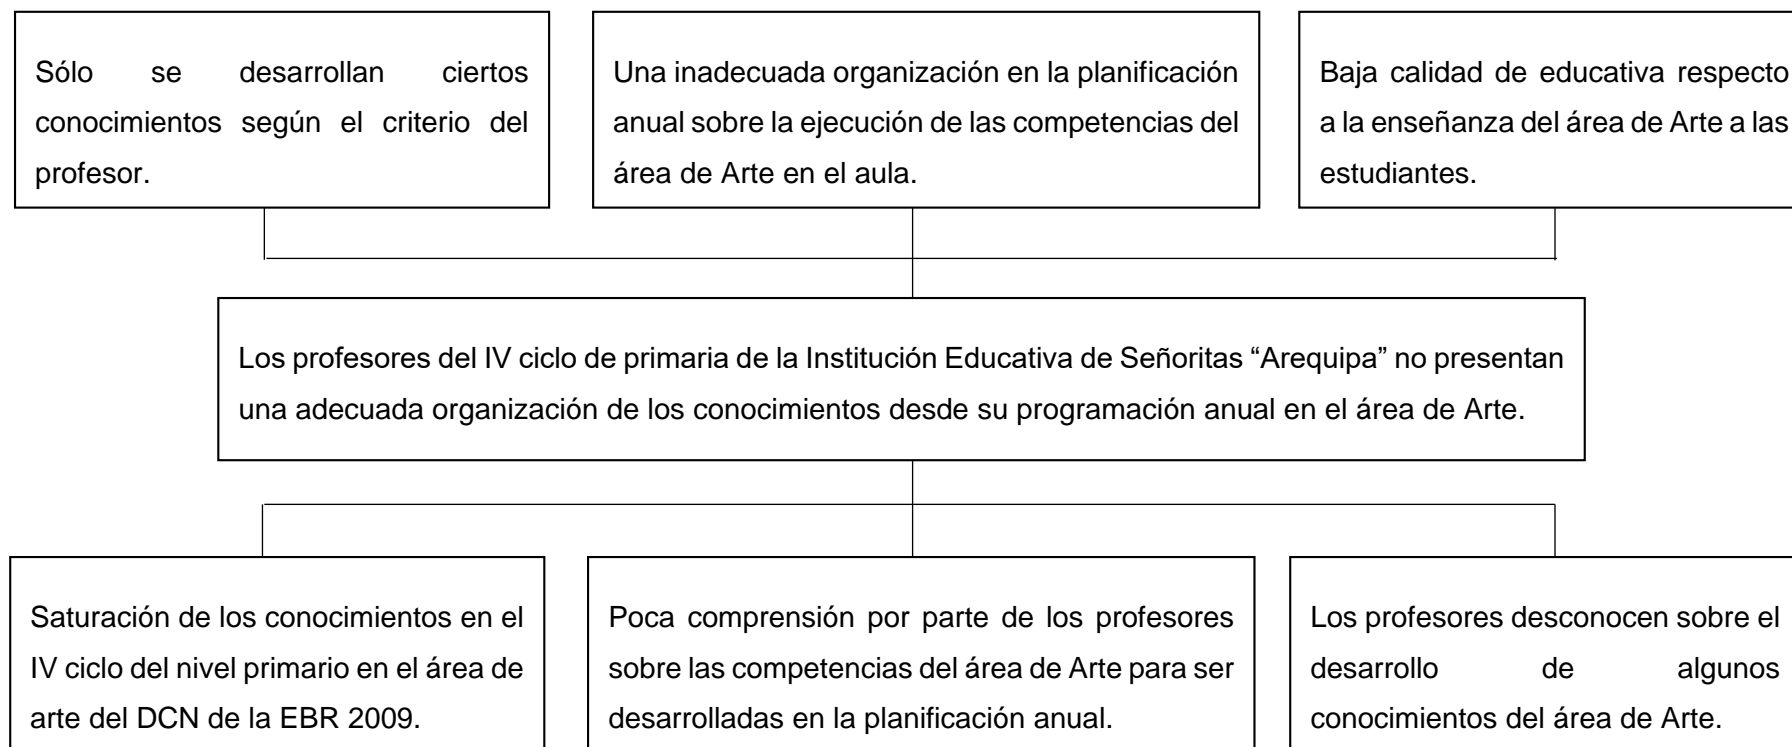 Sólo se desarrollan ciertos
conocimientos según el criterio del
profesor.
Una inadecuada organización en la planificación
anual sobre la ejecución de las competencias del
área de Arte en el aula.
Baja calidad de educativa respecto
a la enseñanza del área de Arte a las
estudiantes.
Los profesores del IV ciclo de primaria de la Institución Educativa de Señoritas “Arequipa” no presentan
una adecuada organización de los conocimientos desde su programación anual en el área de Arte.
Saturación de los conocimientos en el
IV ciclo del nivel primario en el área de
arte del DCN de la EBR 2009.
Poca comprensión por parte de los profesores
sobre las competencias del área de Arte para ser
desarrolladas en la planificación anual.
Los profesores desconocen sobre el
desarrollo de algunos
conocimientos del área de Arte.